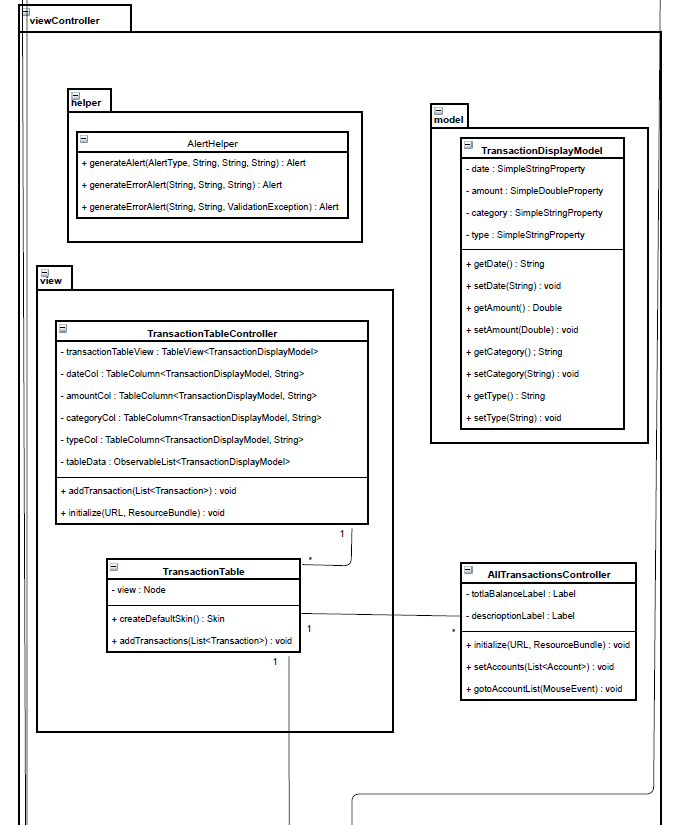 viewController
helper
AlertHelper
+ generateAlert(AlertType, String, String, String) : Alert
+ generateErrorAlert(String, String, String) : Alert
+ generateErrorAlert(String, String, ValidationException) : Alert
model
TransactionDisplayModel
- date : SimpleStringProperty
- amount : SimpleDoubleProperty
- category : SimpleStringProperty
- type : SimpleStringProperty
+ getDate() : String
+ setDate(String) : void
+ getAmount() : Double
+ setAmount(Double) : void
+ getCategory() ; String
+ setCategory(String) : void
+ getType() : String
+ setType(String) : void
view
TransactionTableController
- transactionTableView : TableView<TransactionDisplayModel>
- dateCol : TableColumn<TransactionDisplayModel, String>
- amountCol : TableColumn<TransactionDisplayModel, String>
- categoryCol : TableColumn<TransactionDisplayModel, String>
- typeCol : TableColumn<TransactionDisplayModel, String>
- tableData : ObservableList<TransactionDisplayModel>
+ addTransaction(List<Transaction>) : void
+ initialize(URL, ResourceBundle) : void
1
*
TransactionTable
- view : Node
+ createDefaultSkin() : Skin
+ addTransactions(List<Transaction>) : void
1
*
1
AllTransactionsController
- totlaBalanceLabel : Label
- descrioptionLabel : Label
+ initialize(URL, ResourceBundle) : void
+ setAccounts(List<Account>) : void
+ gotoAccountList(MouseEvent) : void